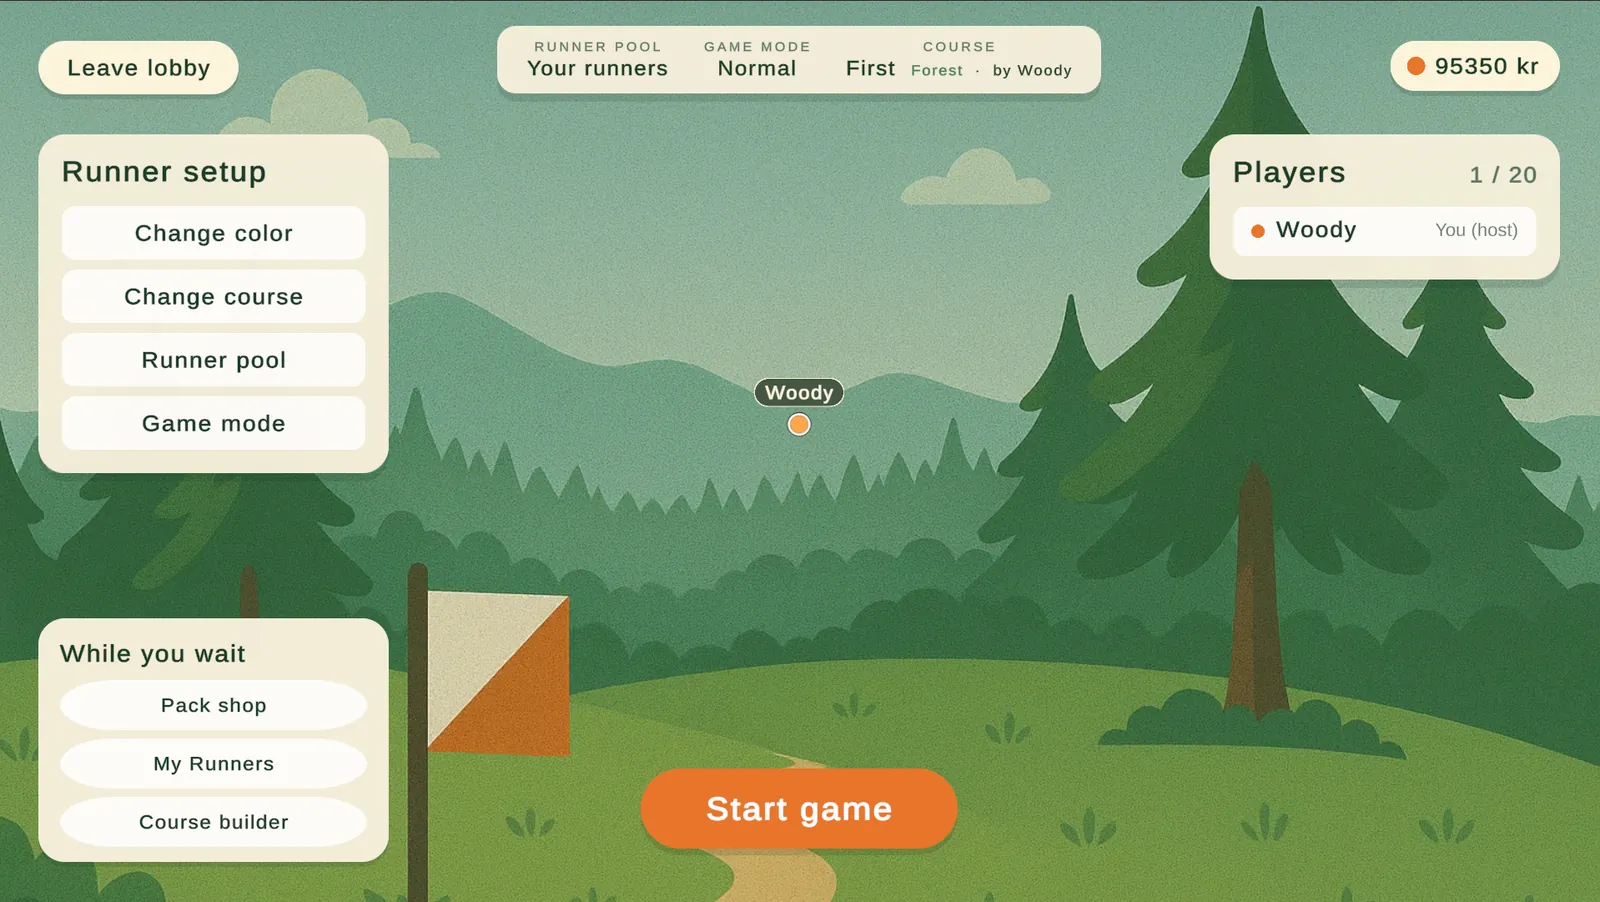 Leave lobby
RUNNER POOL
Your runners
GAME MODE
Normal
COURSE
First Forest · by Woody
95350 kr
Runner setup
Change color
Change course
Runner pool
Game mode
Players 1 / 20
Woody You (host)
Woody
While you wait
Pack shop
My Runners
Course builder
Start game